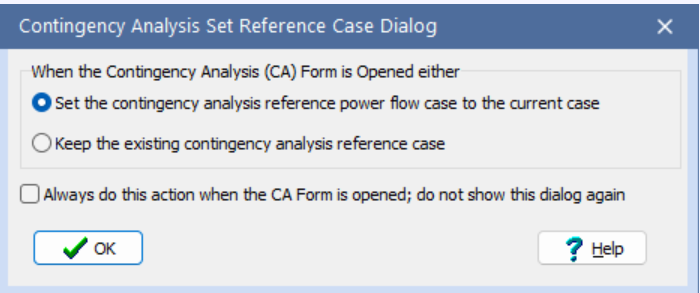 Contingency Analysis Set Reference Case Dialog
When the Contingency Analysis (CA) Form is Opened either
Set the contingency analysis reference power flow case to the current case
Keep the existing contingency analysis reference case
Always do this action when the CA Form is opened; do not show this dialog again
OK
Help